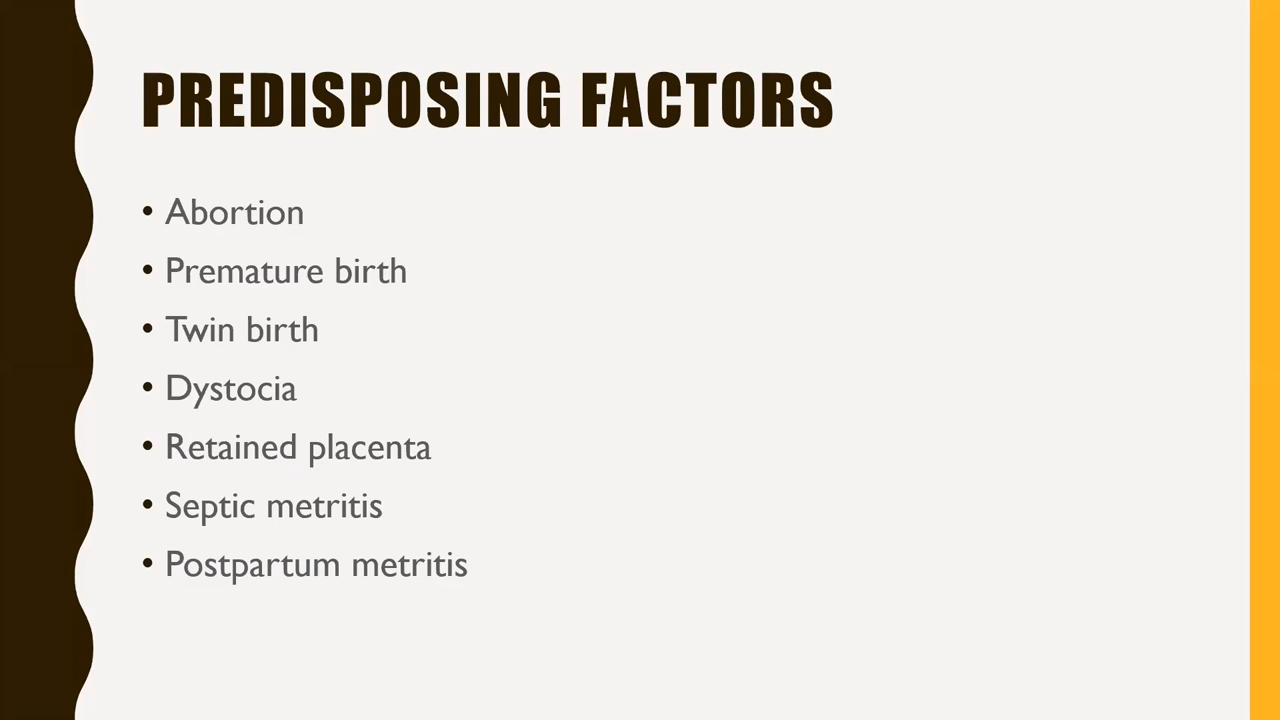 PREDISPOSING FACTORS
• Abortion
• Premature birth
• Twin birth
• Dystocia
• Retained placenta
• Septic metritis
• Postpartum metritis